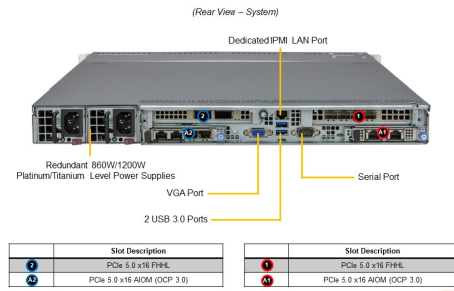 (Rear View – System)
Dedicated IPMI LAN Port
2
1
A2
A1
Redundant 860W/1200W
Platinum/Titanium Level Power Supplies
Serial Port
VGA Port
2 USB 3.0 Ports
Slot Description
2 PCIe 5.0 x16 FHHL
A2 PCIe 5.0 x16 AIOM (OCP 3.0)
Slot Description
1 PCIe 5.0 x16 FHHL
A1 PCIe 5.0 x16 AIOM (OCP 3.0)